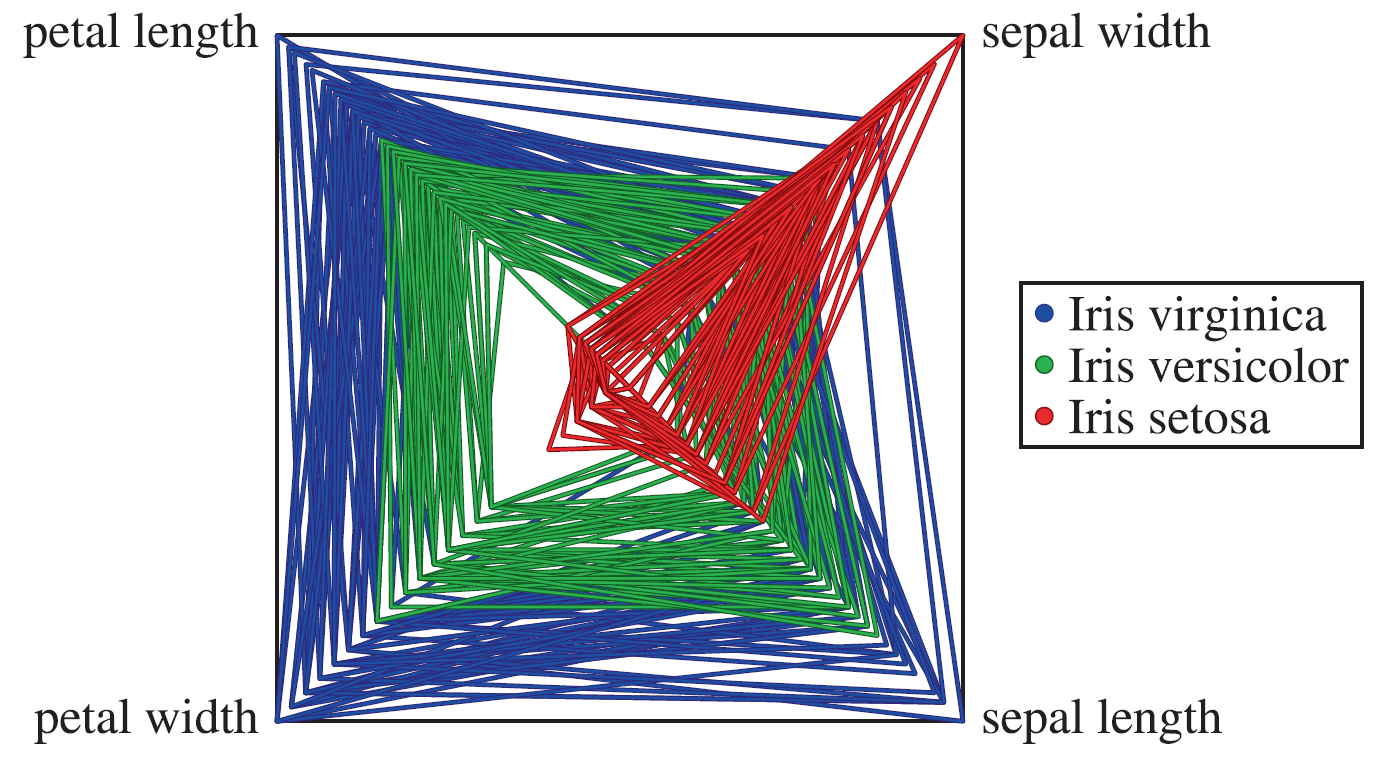 petal length
sepal width
Iris virginica
Iris versicolor
Iris setosa
petal width
sepal length